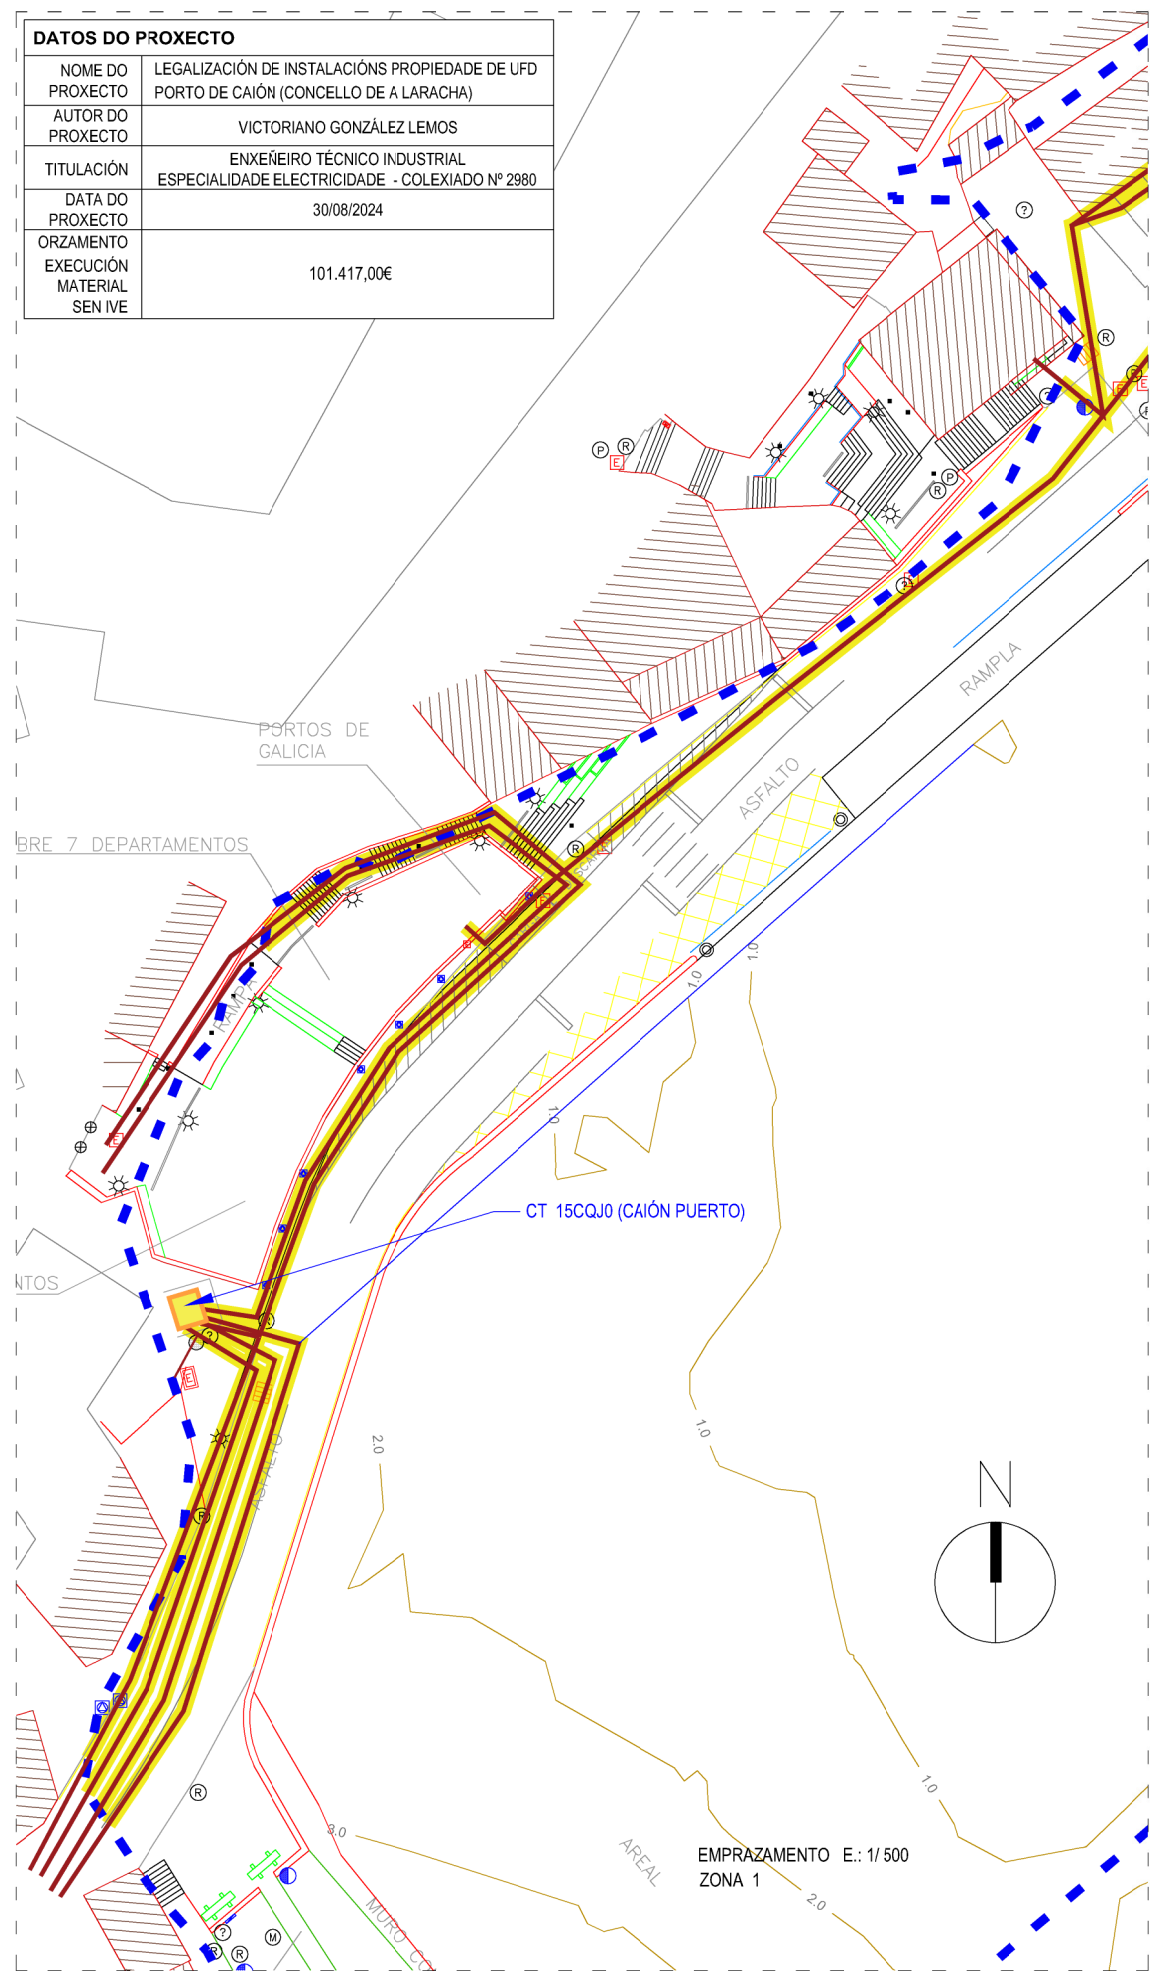 DATOS DO PROXECTO
NOME DO PROXECTO
LEGALIZACIÓN DE INSTALACIÓNS PROPIEDADE DE UFD
PORTO DE CAIÓN (CONCELLO DE A LARACHA)
AUTOR DO PROXECTO
VICTORIANO GONZÁLEZ LEMOS
TITULACIÓN
ENXEÑEIRO TÉCNICO INDUSTRIAL
ESPECIALIDADE ELECTRICIDADE - COLEXIADO Nº 2980
DATA DO PROXECTO
30/08/2024
ORZAMENTO
EXECUCIÓN
MATERIAL
SEN IVE
101.417,00€
?
R
E
P
R
E
R
P
RAMPLA
PORTOS DE
GALICIA
ASFALTO
BRE 7 DEPARTAMENTOS
R
E
1.0
1.0
RAMPA
1.0
E
CT 15CQJ0 (CAIÓN PUERTO)
NTOS
?
E
1.0
2.0
ASFALTO
N
R
1.0
R
3.0
AREAL
EMPRAZAMENTO E.: 1/ 500
ZONA 1
2.0
MURO CO
?
R
R
M